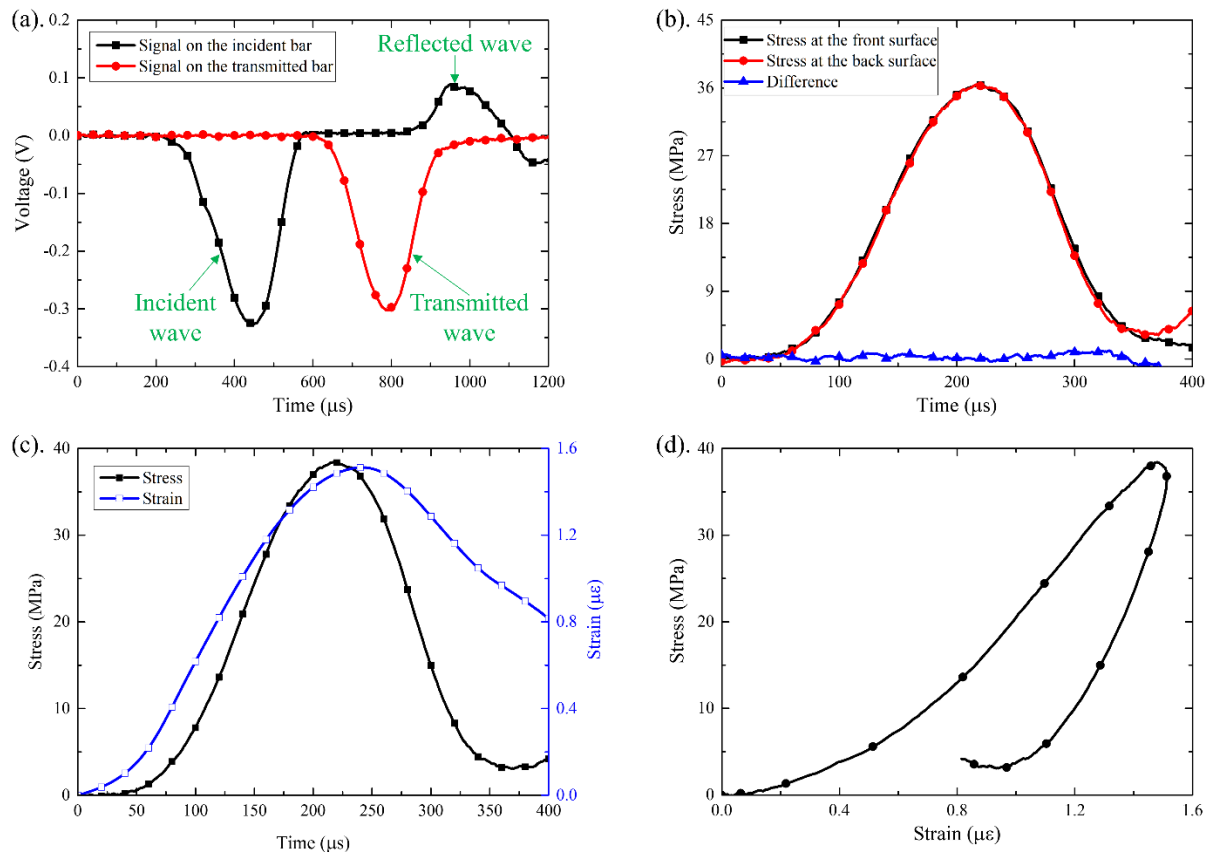 (a).
0.2
0.1
0.0
-0.1
-0.2
-0.3
-0.4
Voltage (V)
Signal on the incident bar
Signal on the transmitted bar
Reflected wave
Incident
wave
Transmitted
wave
0 200 400 600 800 1000 1200
Time (μs)
(b).
45
36
27
18
9
0
Stress (MPa)
Stress at the front surface
Stress at the back surface
Difference
0 100 200 300 400
Time (μs)
(c).
40
30
20
10
0
Stress (MPa)
Stress
Strain
1.6
1.2
0.8
0.4
0.0
Strain (με)
0 50 100 150 200 250 300 350 400
Time (μs)
(d).
40
30
20
10
0
Stress (MPa)
0.0 0.4 0.8 1.2 1.6
Strain (με)